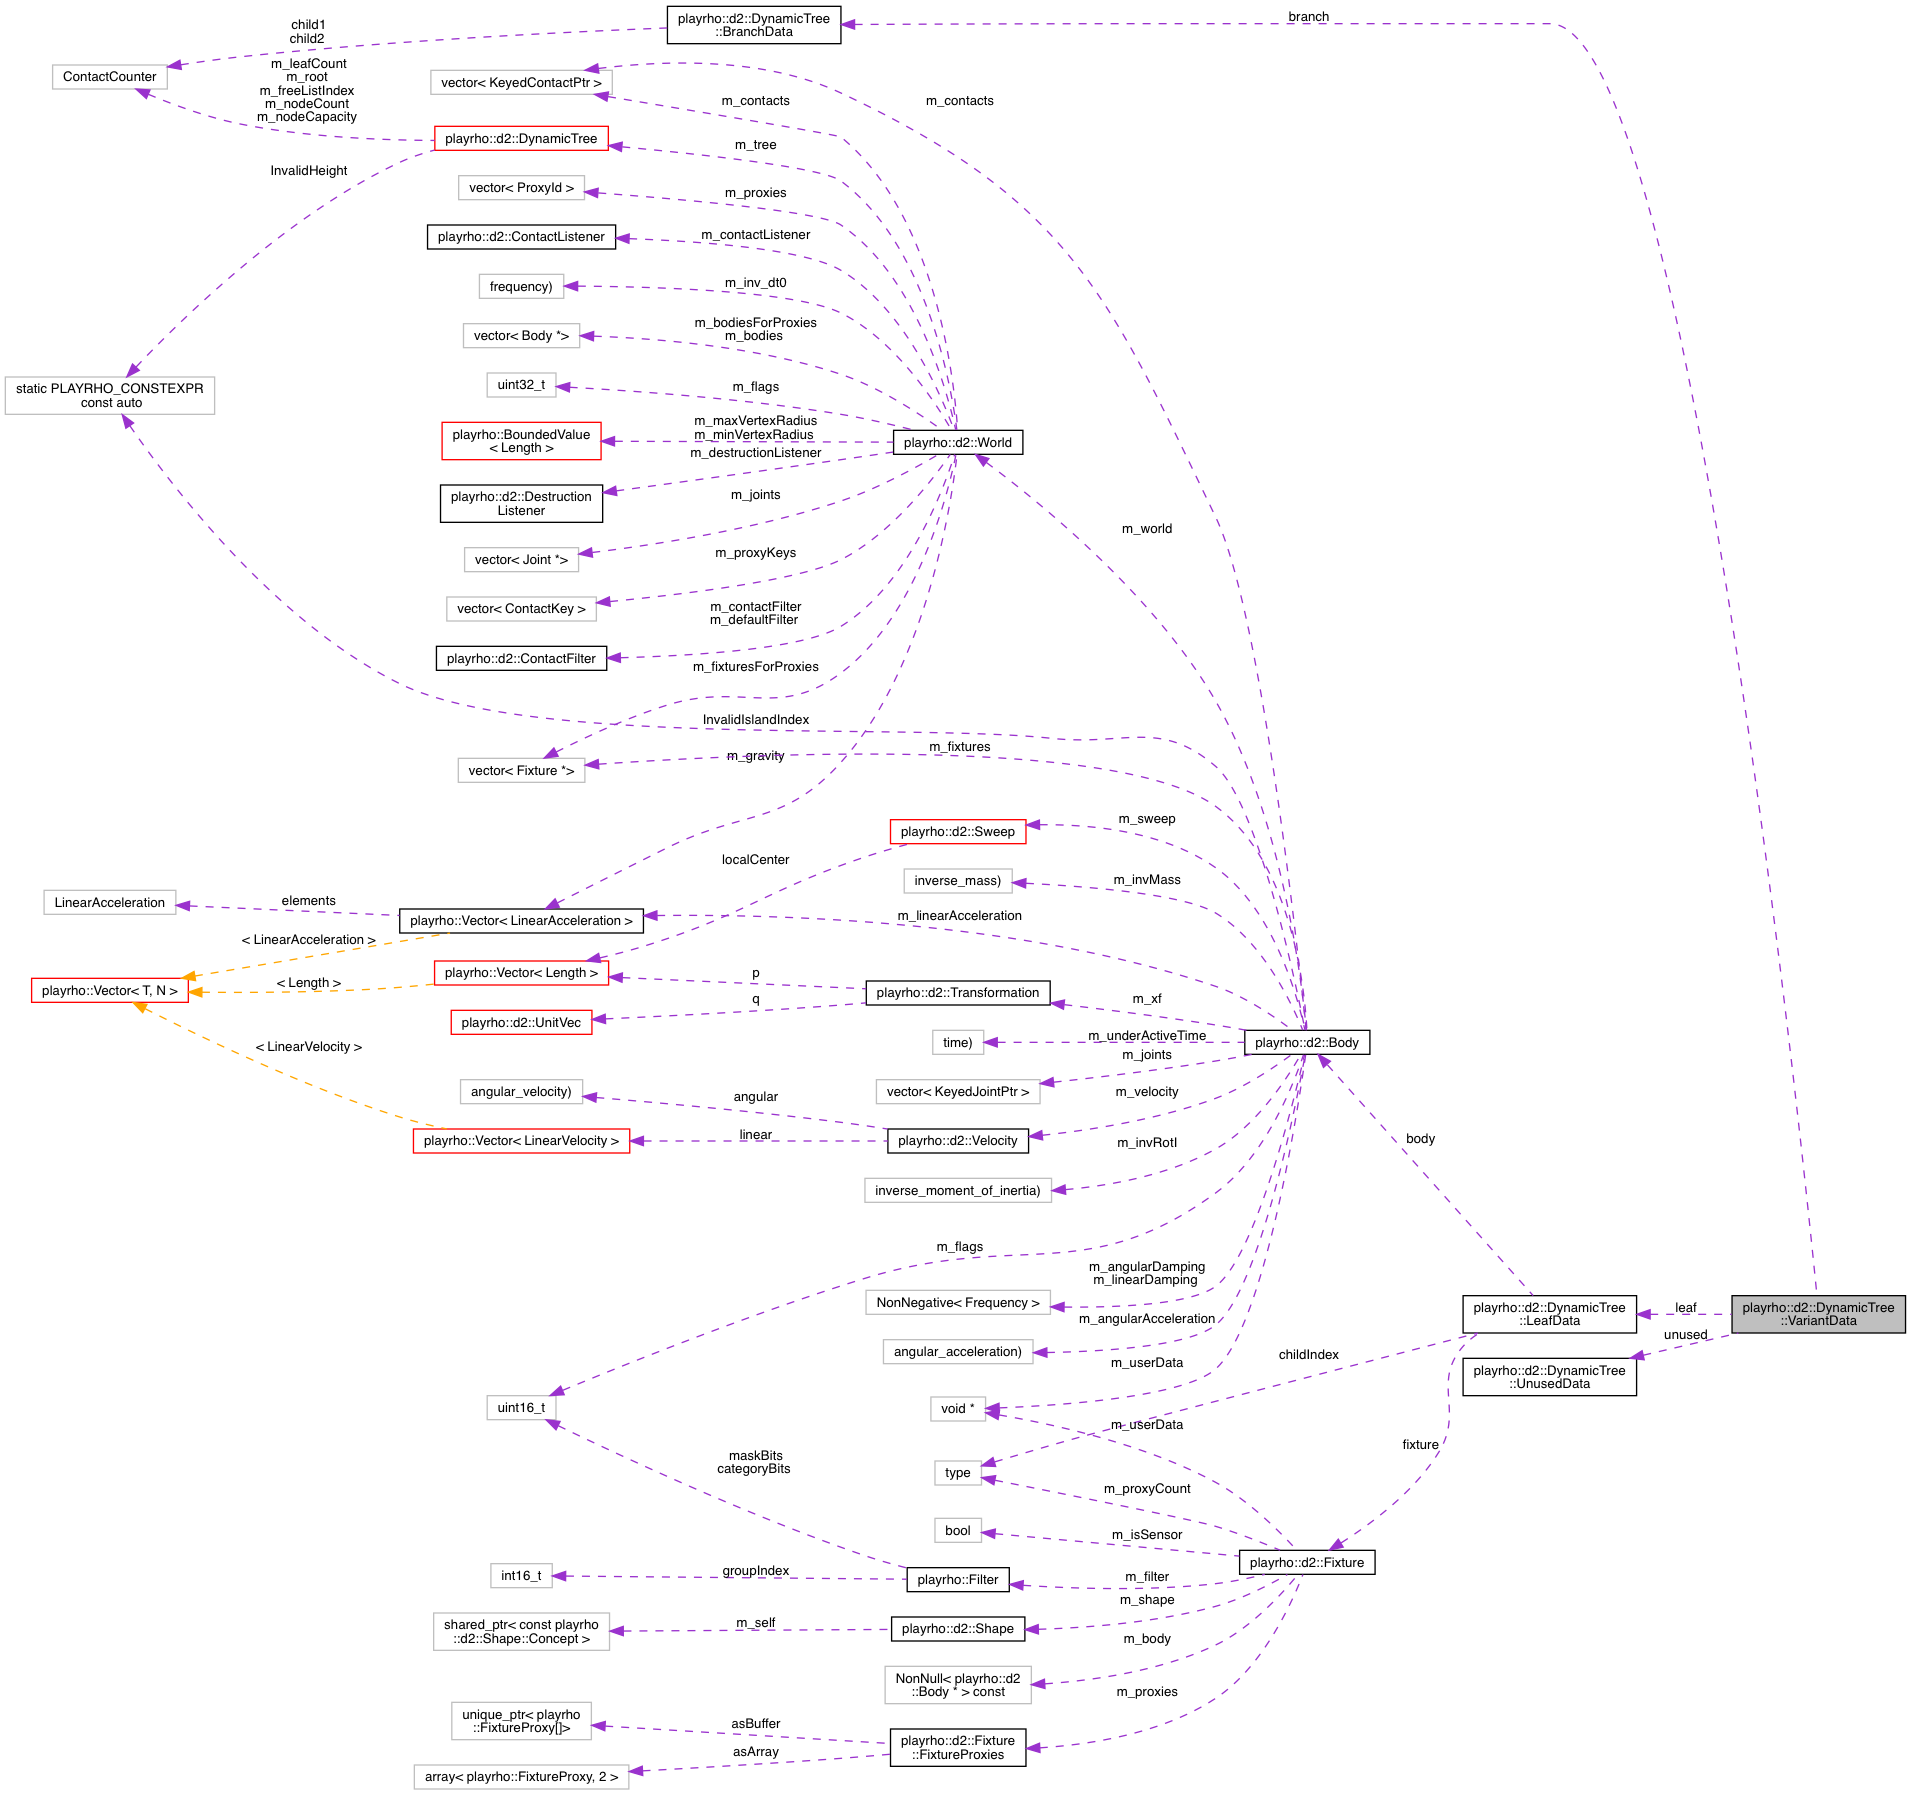 playrho::d2::DynamicTree
::BranchData
branch
child1
child2
ContactCounter
m_leafCount
m_root
m_freeListIndex
m_nodeCount
m_nodeCapacity
vector< KeyedContactPtr >
m_contacts
m_contacts
playrho::d2::DynamicTree
m_tree
InvalidHeight
vector< ProxyId >
m_proxies
playrho::d2::ContactListener
m_contactListener
frequency)
m_inv_dt0
vector< Body *>
m_bodiesForProxies
m_bodies
static PLAYRHO_CONSTEXPR
const auto
uint32_t
m_flags
playrho::BoundedValue
< Length >
m_maxVertexRadius
m_minVertexRadius
playrho::d2::World
m_destructionListener
playrho::d2::Destruction
Listener
m_joints
vector< Joint *>
m_world
m_proxyKeys
vector< ContactKey >
m_contactFilter
m_defaultFilter
playrho::d2::ContactFilter
m_fixturesForProxies
InvalidIslandIndex
m_fixtures
m_gravity
vector< Fixture *>
playrho::d2::Sweep
m_sweep
localCenter
inverse_mass)
m_invMass
LinearAcceleration
elements
playrho::Vector< LinearAcceleration >
m_linearAcceleration
< LinearAcceleration >
playrho::Vector< Length >
p
< Length >
playrho::Vector< T, N >
playrho::d2::Transformation
m_xf
q
playrho::d2::UnitVec
< LinearVelocity >
time)
m_underActiveTime
playrho::d2::Body
m_joints
vector< KeyedJointPtr >
angular_velocity)
angular
m_velocity
playrho::Vector< LinearVelocity >
linear
playrho::d2::Velocity
m_invRotI
body
inverse_moment_of_inertia)
m_flags
m_angularDamping
m_linearDamping
NonNegative< Frequency >
m_angularAcceleration
angular_acceleration)
playrho::d2::DynamicTree
::LeafData
leaf
playrho::d2::DynamicTree
::VariantData
unused
playrho::d2::DynamicTree
::UnusedData
childIndex
m_userData
uint16_t
void *
m_userData
fixture
maskBits
categoryBits
type
m_proxyCount
bool
m_isSensor
playrho::d2::Fixture
int16_t
groupIndex
playrho::Filter
m_filter
m_shape
shared_ptr< const playrho
::d2::Shape::Concept >
m_self
playrho::d2::Shape
m_body
NonNull< playrho::d2
::Body * > const
m_proxies
unique_ptr< playrho
::FixtureProxy[]>
asBuffer
playrho::d2::Fixture
::FixtureProxies
asArray
array< playrho::FixtureProxy, 2 >